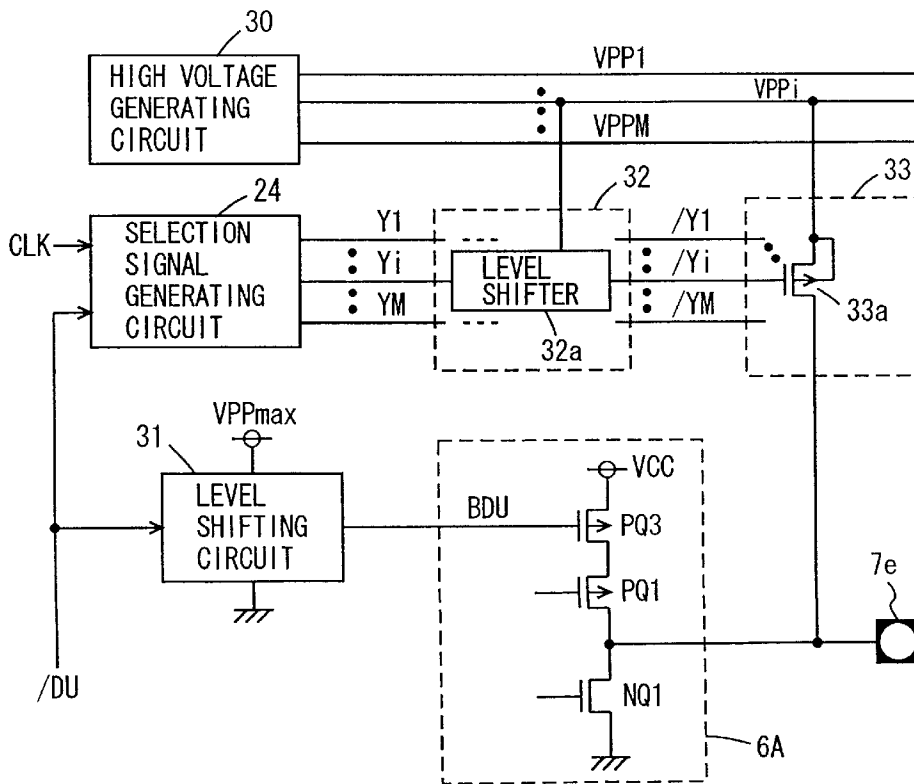 30
HIGH VOLTAGE
GENERATING
CIRCUIT
VPP1
VPPi
VPPM
24
32
33
CLK
SELECTION
SIGNAL
GENERATING
CIRCUIT
Y1
Yi
YM
LEVEL
SHIFTER
32a
/Y1
/Yi
/YM
33a
VPPmax
31
LEVEL
SHIFTING
CIRCUIT
BDU
VCC
PQ3
PQ1
NQ1
7e
/DU
6A